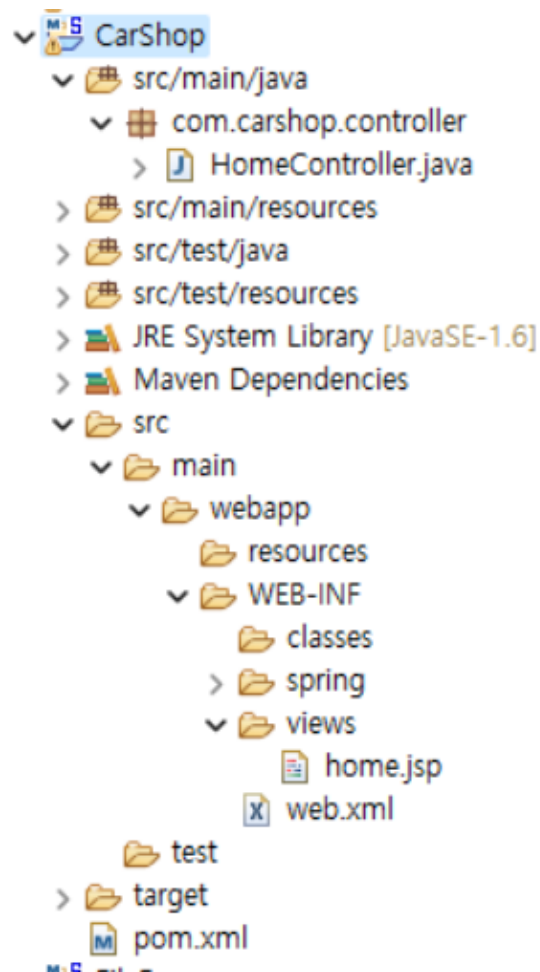 CarShop
src/main/java
com.carshop.controller
HomeController.java
src/main/resources
src/test/java
src/test/resources
JRE System Library [JavaSE-1.6]
Maven Dependencies
src
main
webapp
resources
WEB-INF
classes
spring
views
home.jsp
web.xml
test
target
pom.xml